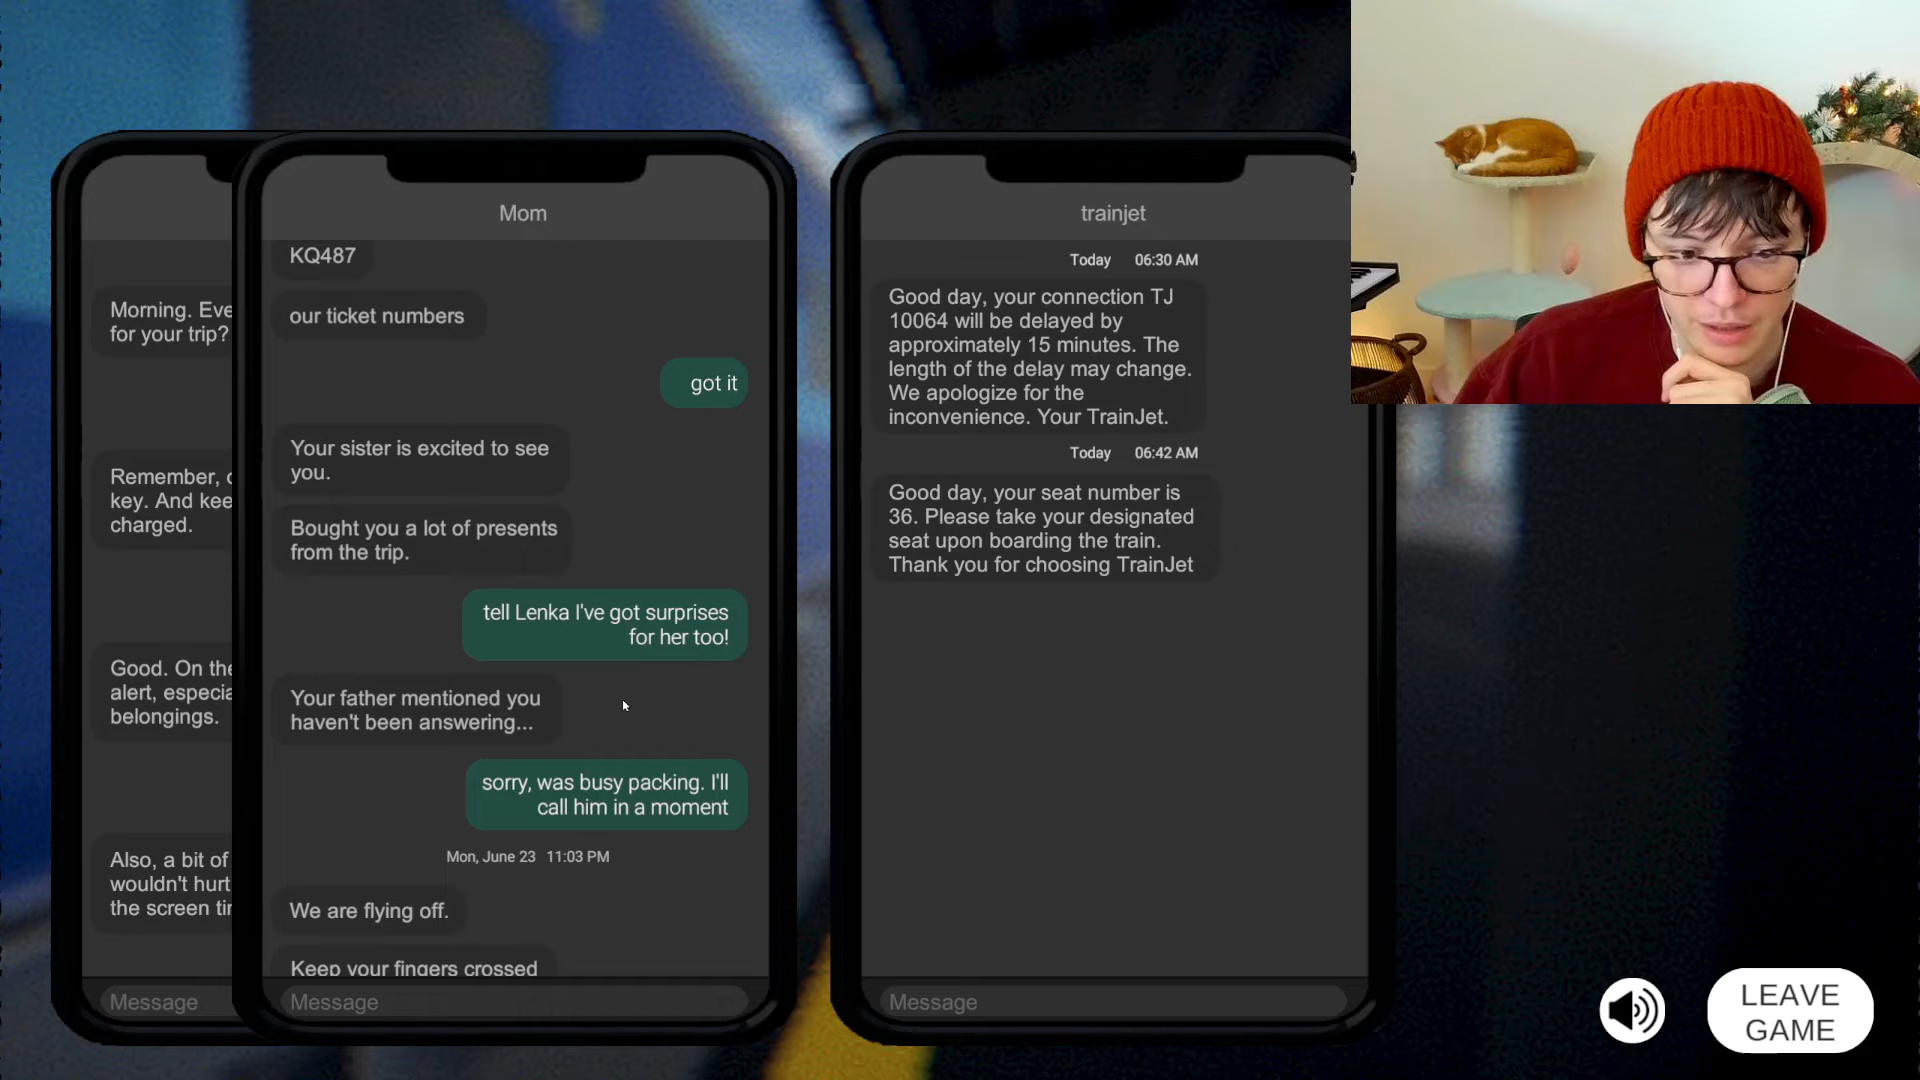 Morning. Eve
for your trip?
Remember, 
key. And kee
charged.
Good. On the
alert, especia
belongings.
Also, a bit of
wouldn't hurt
the screen tir
Message
Mom
KQ487
our ticket numbers
got it
Your sister is excited to see
you.
Bought you a lot of presents
from the trip.
tell Lenka I've got surprises
for her too!
Your father mentioned you
haven't been answering...
sorry, was busy packing. I'll
call him in a moment
Mon, June 23 11:03 PM
We are flying off.
Keep your fingers crossed
Message
trainjet
Today 06:30 AM
Good day, your connection TJ
10064 will be delayed by
approximately 15 minutes. The
length of the delay may change.
We apologize for the
inconvenience. Your TrainJet.
Today 06:42 AM
Good day, your seat number is
36. Please take your designated
seat upon boarding the train.
Thank you for choosing TrainJet
Message
LEAVE
GAME